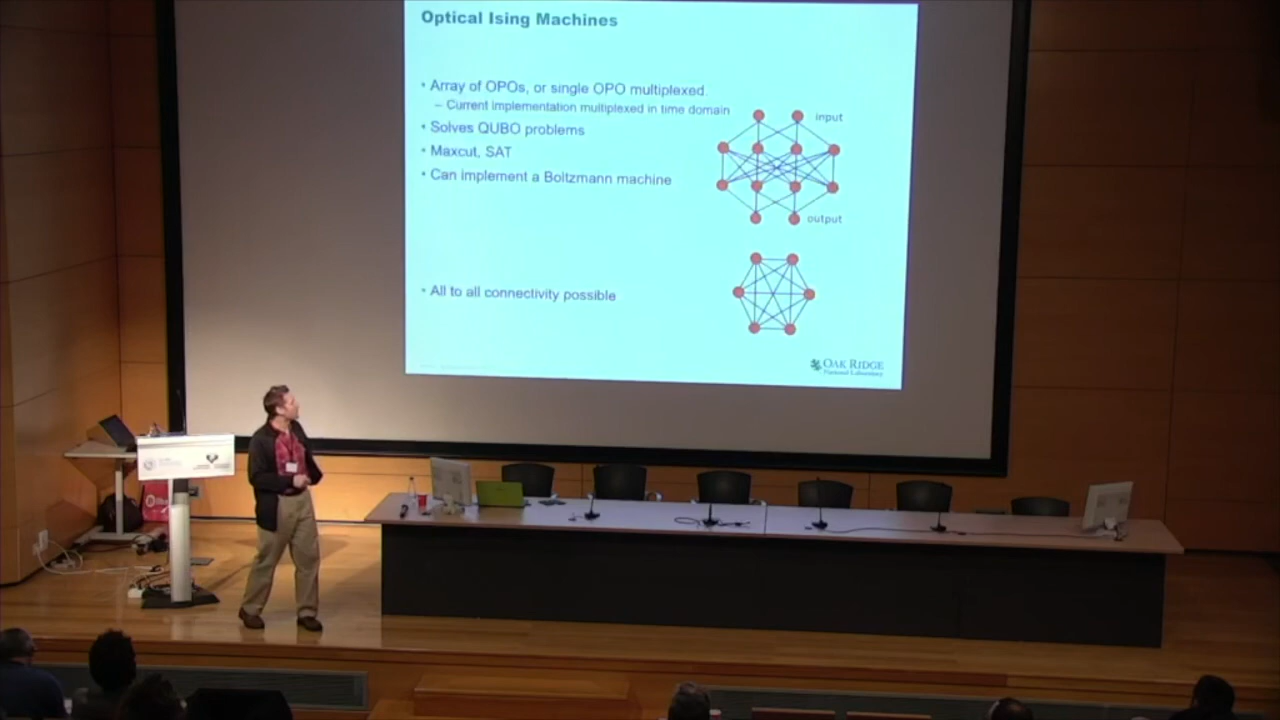 Optical Ising Machines
• Array of OPOs, or single OPO multiplexed.
– Current implementation multiplexed in time domain
• Solves QUBO problems
• Maxcut, SAT
• Can implement a Boltzmann machine
input
output
• All to all connectivity possible
OAK RIDGE
National Laboratory